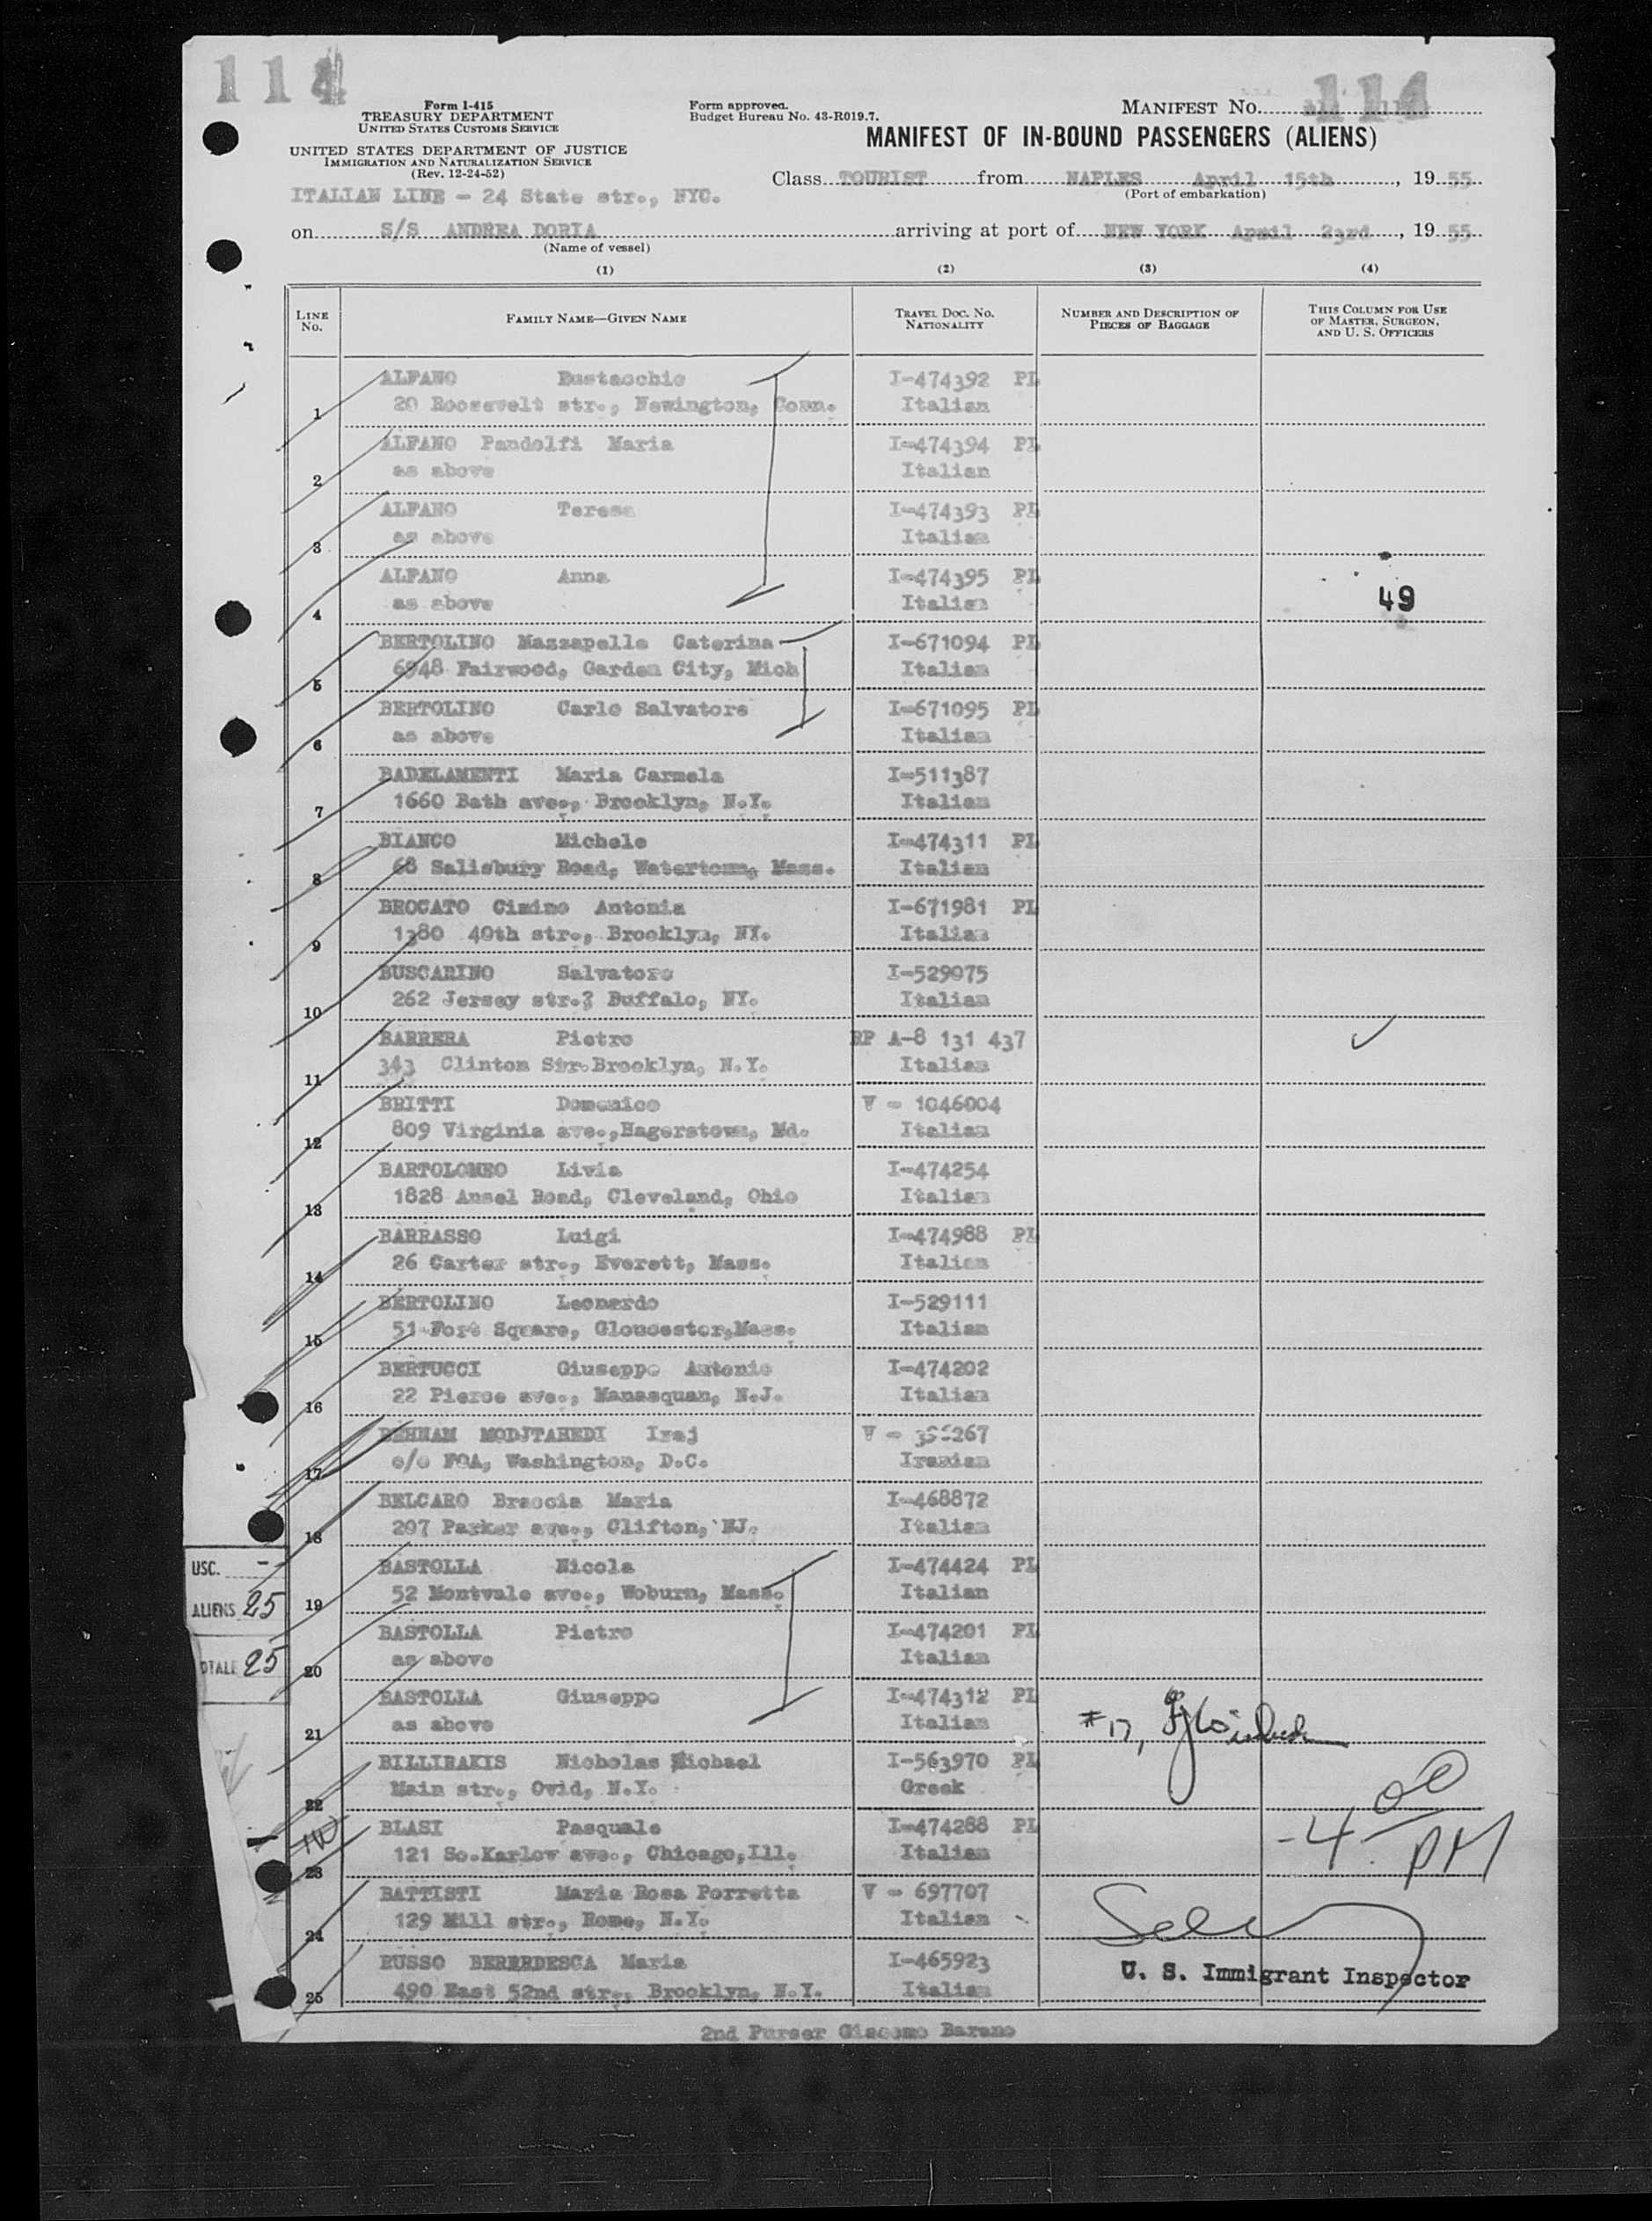 114
Form I-415
TREASURY DEPARTMENT
UNITED STATES CUSTOMS SERVICE
UNITED STATES DEPARTMENT OF JUSTICE
IMMIGRATION AND NATURALIZATION SERVICE
(Rev. 12-24-52)
Form approved.
Budget Bureau No. 43-R019.7.
MANIFEST NO. 114
MANIFEST OF IN-BOUND PASSENGERS (ALIENS)
ITALIAN LINE - 24 State str., NYC.
Class TOURIST from NAPLES April 15th, 1955
(Port of embarkation)
on S/S ANDREA DORIA arriving at port of NEW YORK April 23rd, 1955
(Name of vessel)
(1) (2) (3) (4)
LINE NO. FAMILY NAME—GIVEN NAME TRAVEL DOC. NO. NATIONALITY NUMBER AND DESCRIPTION OF PIECES OF BAGGAGE THIS COLUMN FOR USE OF MASTER, SURGEON, AND U. S. OFFICERS
ALFANO Eustacchio I-474392 PL
1 20 Roosevelt str., Newington, Conn. Italian
ALFANO Pandolfi Maria I-474394 PL
2 as above Italian
ALFANO Teresa I-474393 PL
3 as above Italian
ALFANO Anna I-474395 PL
4 as above Italian 49
BERTOLINO Mazzapelle Caterina I-671094 PL
5 6948 Fairwood, Garden City, Mich Italian
BERTOLINO Carlo Salvatore I-671095 PL
6 as above Italian
BADELAMENTI Maria Carmela I-511387
7 1660 Bath ave., Brooklyn, N.Y. Italian
BIANCO Michele I-474311 PL
8 68 Salisbury Road, Watertown, Mass. Italian
BROCATO Cimino Antonia I-671981 PL
9 1380 40th str., Brooklyn, NY. Italian
BUSCARINO Salvatore I-529075
10 262 Jersey str.? Buffalo, NY. Italian
BARRERA Pietro RP A-8 131 437
11 343 Clinton Str.Brooklyn, N.Y. Italian
BRITTI Domenico V - 1046004
12 809 Virginia ave.,Hagerstown, Md. Italian
BARTOLOMEO Livia I-474254
13 1828 Ansel Road, Cleveland, Ohio Italian
BARRASSO Luigi I-474988 PL
14 26 Carter str., Everett, Mass. Italian
BERTOLINO Leonardo I-529111
15 51 Fort Square, Gloucester,Mass. Italian
BERTUCCI Giuseppe Antonio I-474202
16 22 Pierce ave., Manasquan, N.J. Italian
BEHNAM MODJTAHEDI Iraj V -
17 c/o FOA, Washington, D.C. Iranian
BELCARO Braccia Maria I-468872
18 207 Parker ave., Clifton, NJ. Italian
USC. -
BASTOLLA Nicola I-474424 PL
ALIENS 25
19 52 Montvale ave., Woburn, Mass. Italian
BASTOLLA Pietro I-474201 PL
OTALE 25
20 as above Italian
BASTOLLA Giuseppe I-474312 PL
21 as above Italian #17,
BILLIRAKIS Nicholas Michael I-563970 PL
22 Main str., Ovid, N.Y. Greek
BLASI Pasquale I-474288 PL
23 121 So.Karlov ave., Chicago,Ill. Italian -4 00 PM
BATTISTI Maria Rosa Porretta V - 697707
24 129 Mill str., Rome, N.Y. Italian
RUSSO BERERDESCA Maria I-465923
U. S. Immigrant Inspector
25 490 East 52nd str., Brooklyn, N.Y. Italian
2nd Purser Giacomo Barano